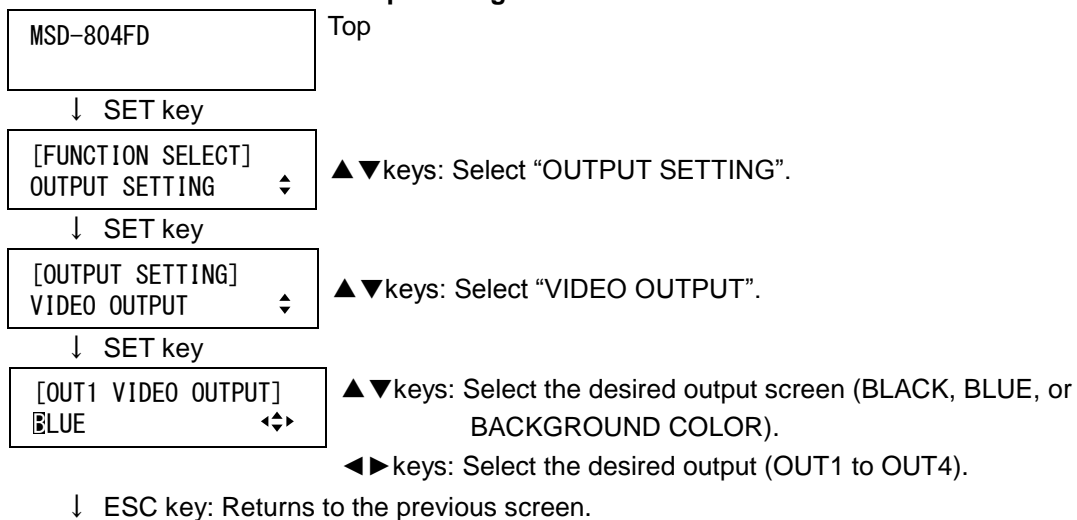 MSD-804FD Top
↓ SET key
[FUNCTION SELECT]
OUTPUT SETTING ▲▼keys: Select “OUTPUT SETTING”.
↓ SET key
[OUTPUT SETTING]
VIDEO OUTPUT ▲▼keys: Select “VIDEO OUTPUT”.
↓ SET key
[OUT1 VIDEO OUTPUT]
BLUE
▲▼keys: Select the desired output screen (BLACK, BLUE, or
BACKGROUND COLOR).
◀▶keys: Select the desired output (OUT1 to OUT4).
↓ ESC key: Returns to the previous screen.